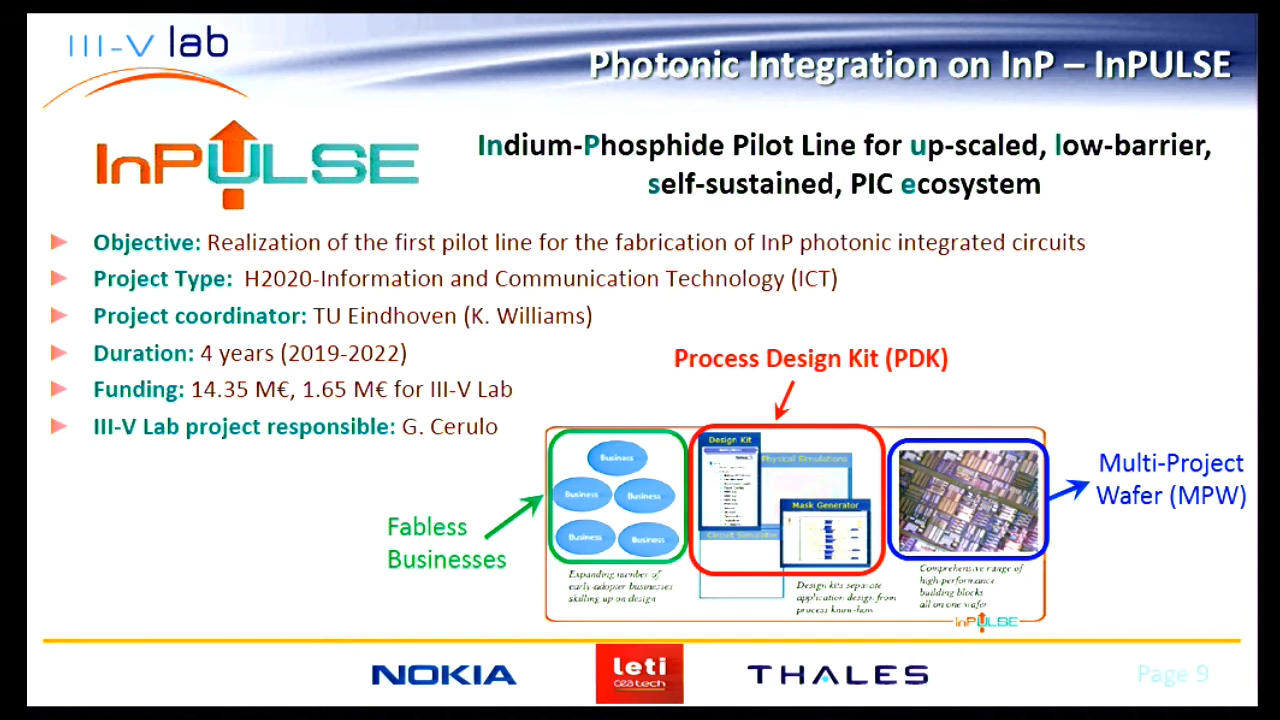 III-V lab
Photonic Integration on InP – InPULSE
InPULSE
Indium-Phosphide Pilot Line for up-scaled, low-barrier,
self-sustained, PIC ecosystem
Objective: Realization of the first pilot line for the fabrication of InP photonic integrated circuits
Project Type: H2020-Information and Communication Technology (ICT)
Project coordinator: TU Eindhoven (K. Williams)
Duration: 4 years (2019-2022)
Funding: 14.35 M€, 1.65 M€ for III-V Lab
III-V Lab project responsible: G. Cerulo
Process Design Kit (PDK)
Fabless
Businesses
Business
Business
Business
Business
Business
Expanding number of
early-adopter businesses
skilling up on design
Design Kit
Physical Simulations
Mask Generator
Circuit Simulator
Design kits separate
application design from
process know-how
Multi-Project
Wafer (MPW)
Comprehensive range of
high-performance
building blocks
all on one wafer
InPULSE
NOKIA
leti
ceatech
THALES
Page 9